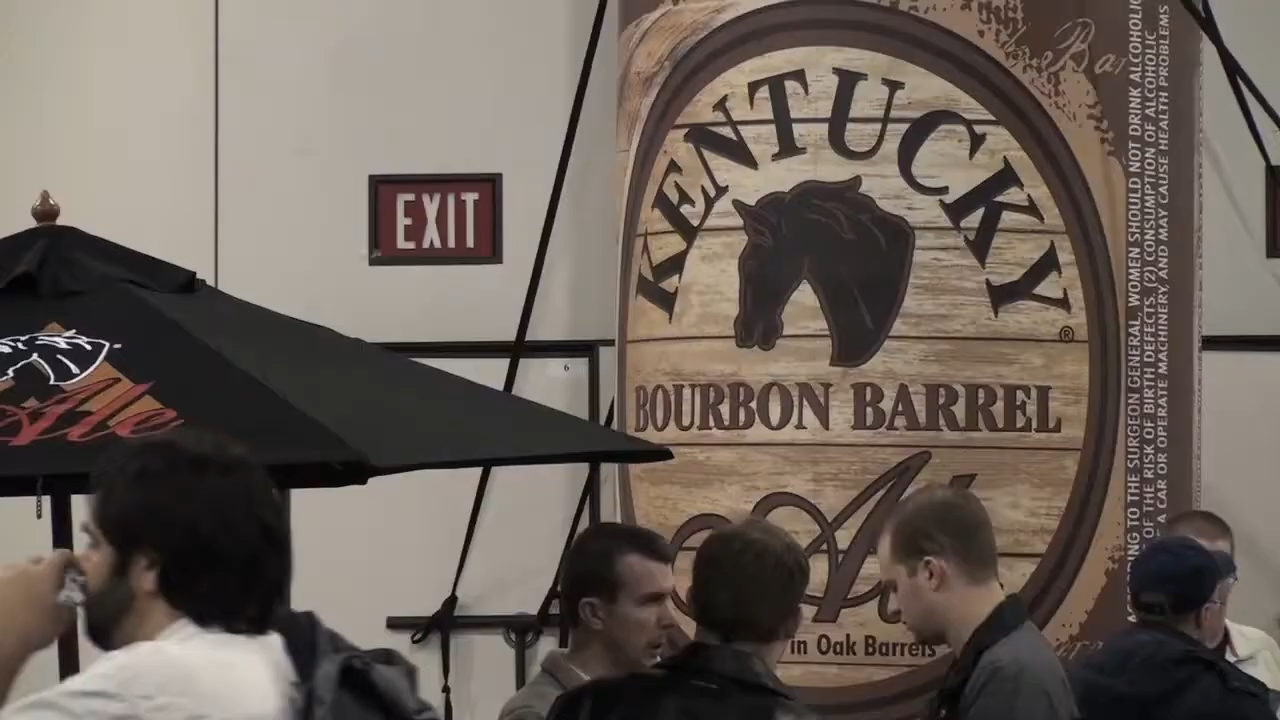 EXIT
KENTUCKY
®
BOURBON BARREL
in Oak Barrels
Ale
6
TO THE SURGEON GENERAL, WOMEN SHOULD NOT DRINK ALCOHOLIC
OF THE RISK OF BIRTH DEFECTS. (2) CONSUMPTION OF ALCOHOLIC
A CAR OR OPERATE MACHINERY, AND MAY CAUSE HEALTH PROBLEMS